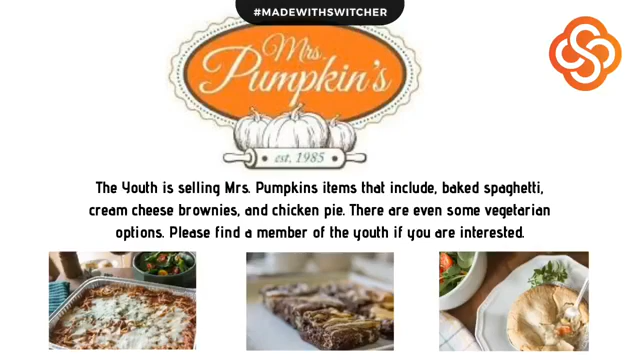 #MADEWITHSWITCHER
Mrs.
Pumpkin's
est. 1985
The Youth is selling Mrs. Pumpkins items that include, baked spaghetti,
cream cheese brownies, and chicken pie. There are even some vegetarian
options. Please find a member of the youth if you are interested.